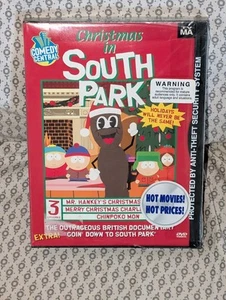 COMEDY
CENTRAL
Christmas
in
SOUTH
PARK
MA
WARNING
HOLIDAYS
WILL NEVER BE
THE SAME!
PROTECTED BY ANTI-THEFT SECURITY SYSTEM
3
MR. HANKEY'S CHRISTMAS
MERRY CHRISTMAS CHARL
CHINPOKO MON
HOT MOVIES!
NOT PRICES!
THE OUTRAGEOUS BRITISH DOCUMENTARY
EXTRA! "GOIN' DOWN TO SOUTH PARK"
DVD